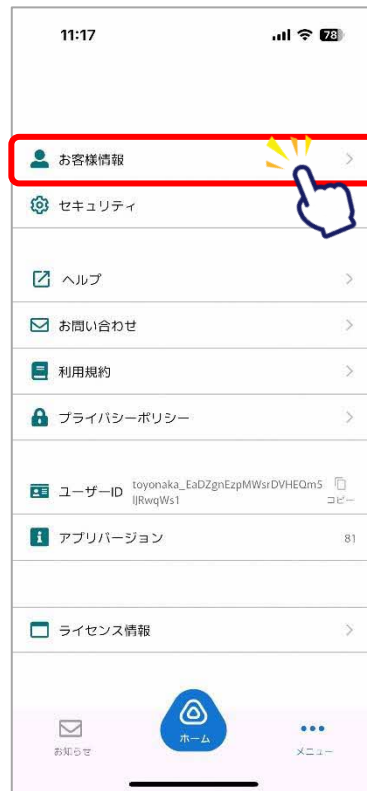 11:17
78
お客様情報
セキュリティ
ヘルプ
お問い合わせ
利用規約
プライバシーポリシー
ユーザーID
toyonaka_EaDZgnEzpMWsrDVHEQm5
IJRwqWs1
コピー
アプリバージョン
81
ライセンス情報
お知らせ
ホーム
メニュー